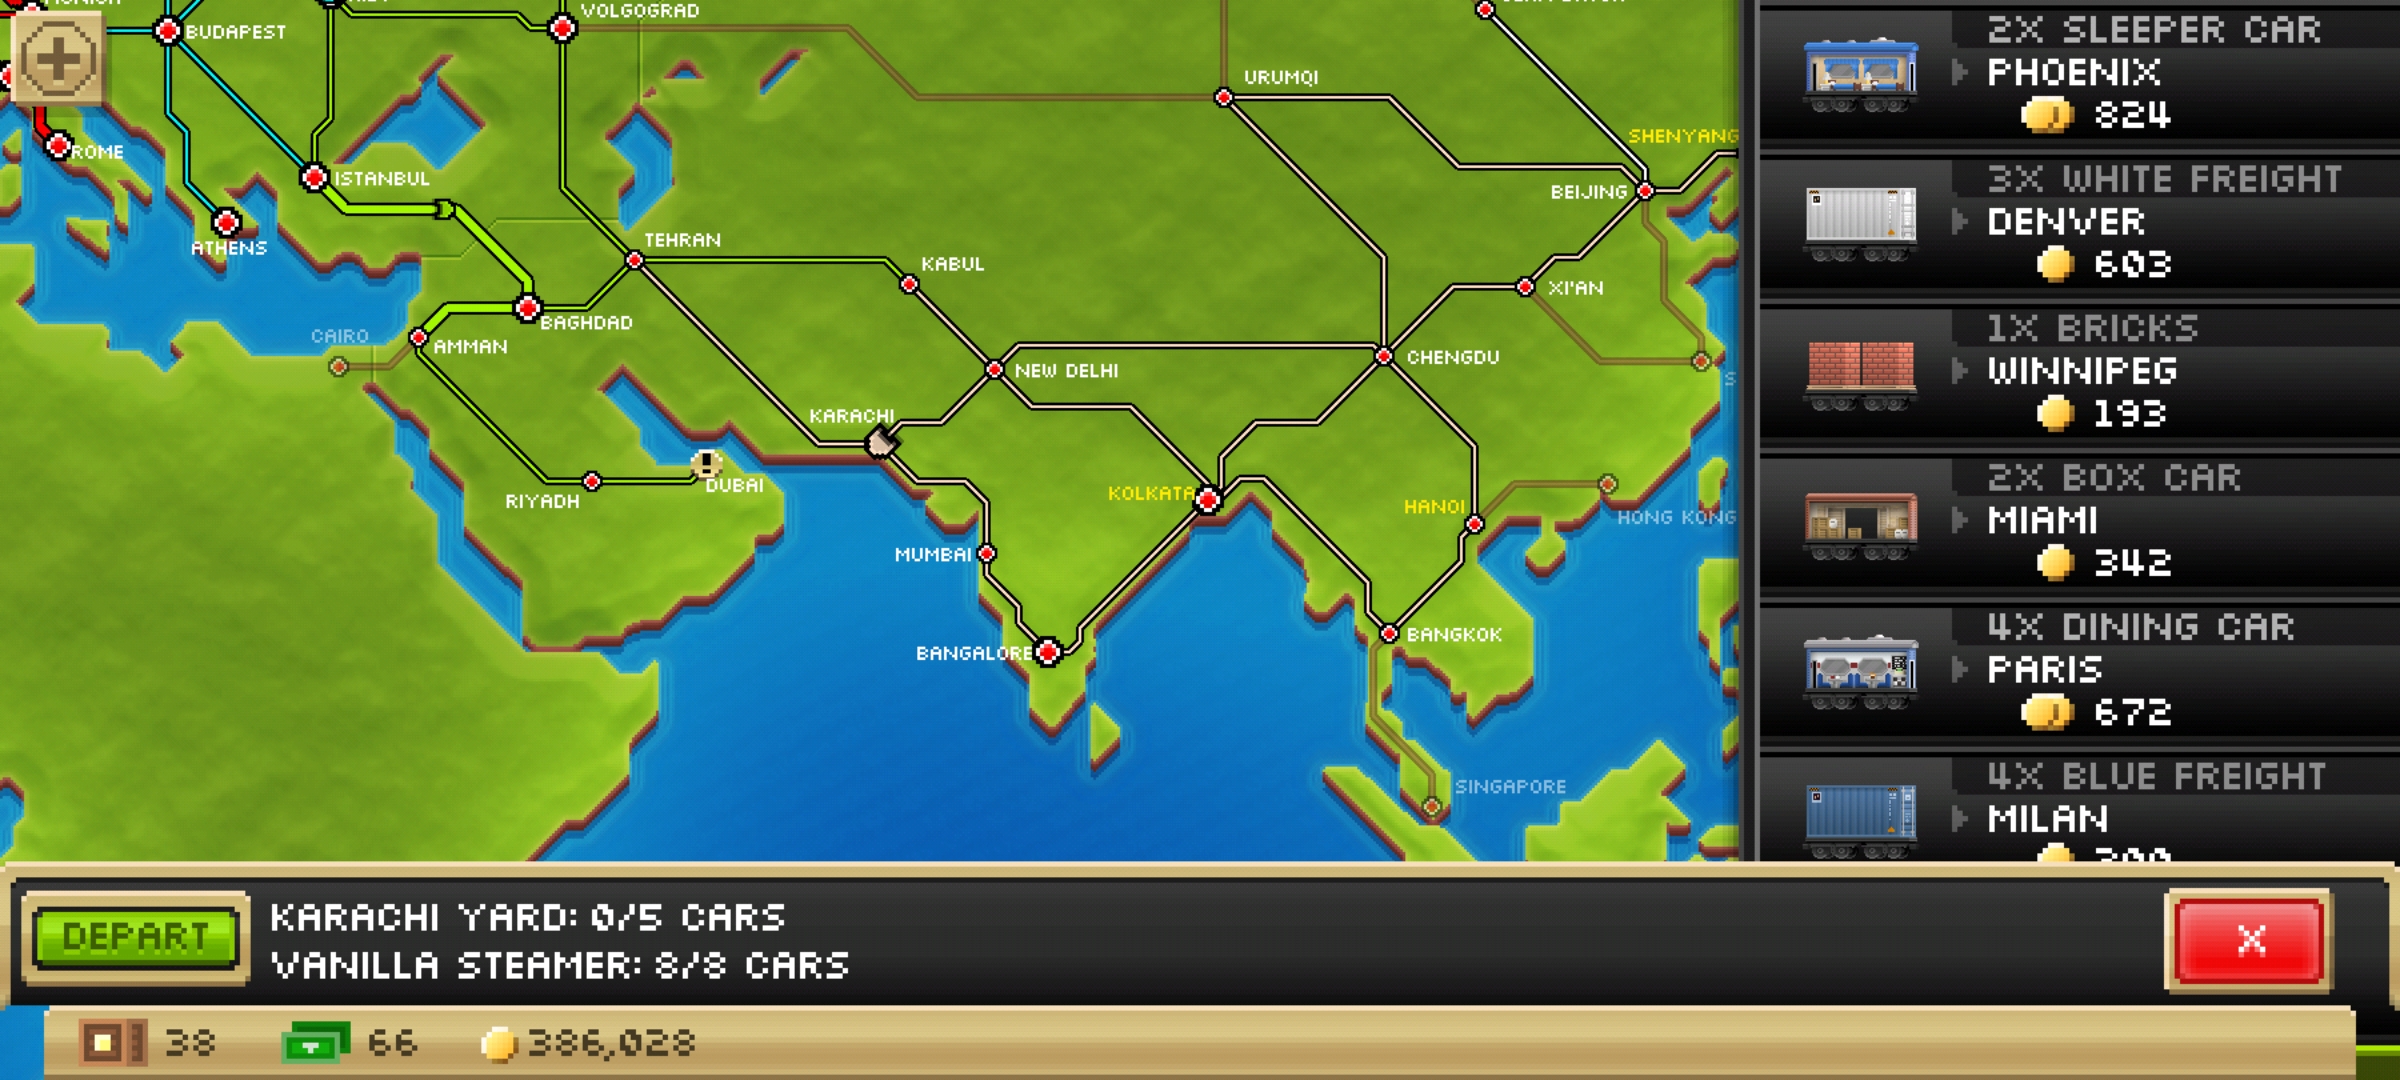 VOLGOGRAD
BUDAPEST
URUMQI
SHENYANG
ROME
ISTANBUL
BEIJING
ATHENS
TEHRAN
KABUL
XI'AN
BAGHDAD
CAIRO
AMMAN
CHENGDU
NEW DELHI
KARACHI
DUBAI
KOLKATA
RIYADH
HANOI
HONG KONG
MUMBAI
BANGKOK
BANGALORE
SINGAPORE
2X SLEEPER CAR
PHOENIX
824
3X WHITE FREIGHT
DENVER
603
1X BRICKS
WINNIPEG
193
2X BOX CAR
MIAMI
342
4X DINING CAR
PARIS
672
4X BLUE FREIGHT
MILAN
DEPART
KARACHI YARD: 0/5 CARS
VANILLA STEAMER: 8/8 CARS
X
38
66
386,028